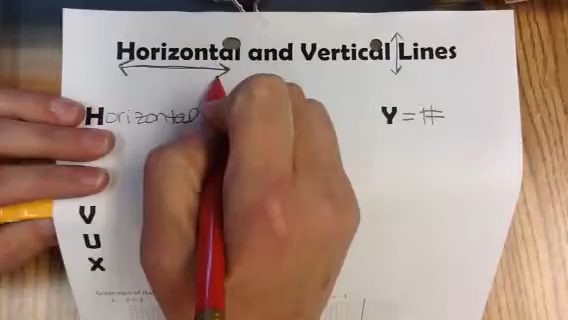 Horizontal and Vertical Lines
Horizontal Y = #
V
U
X